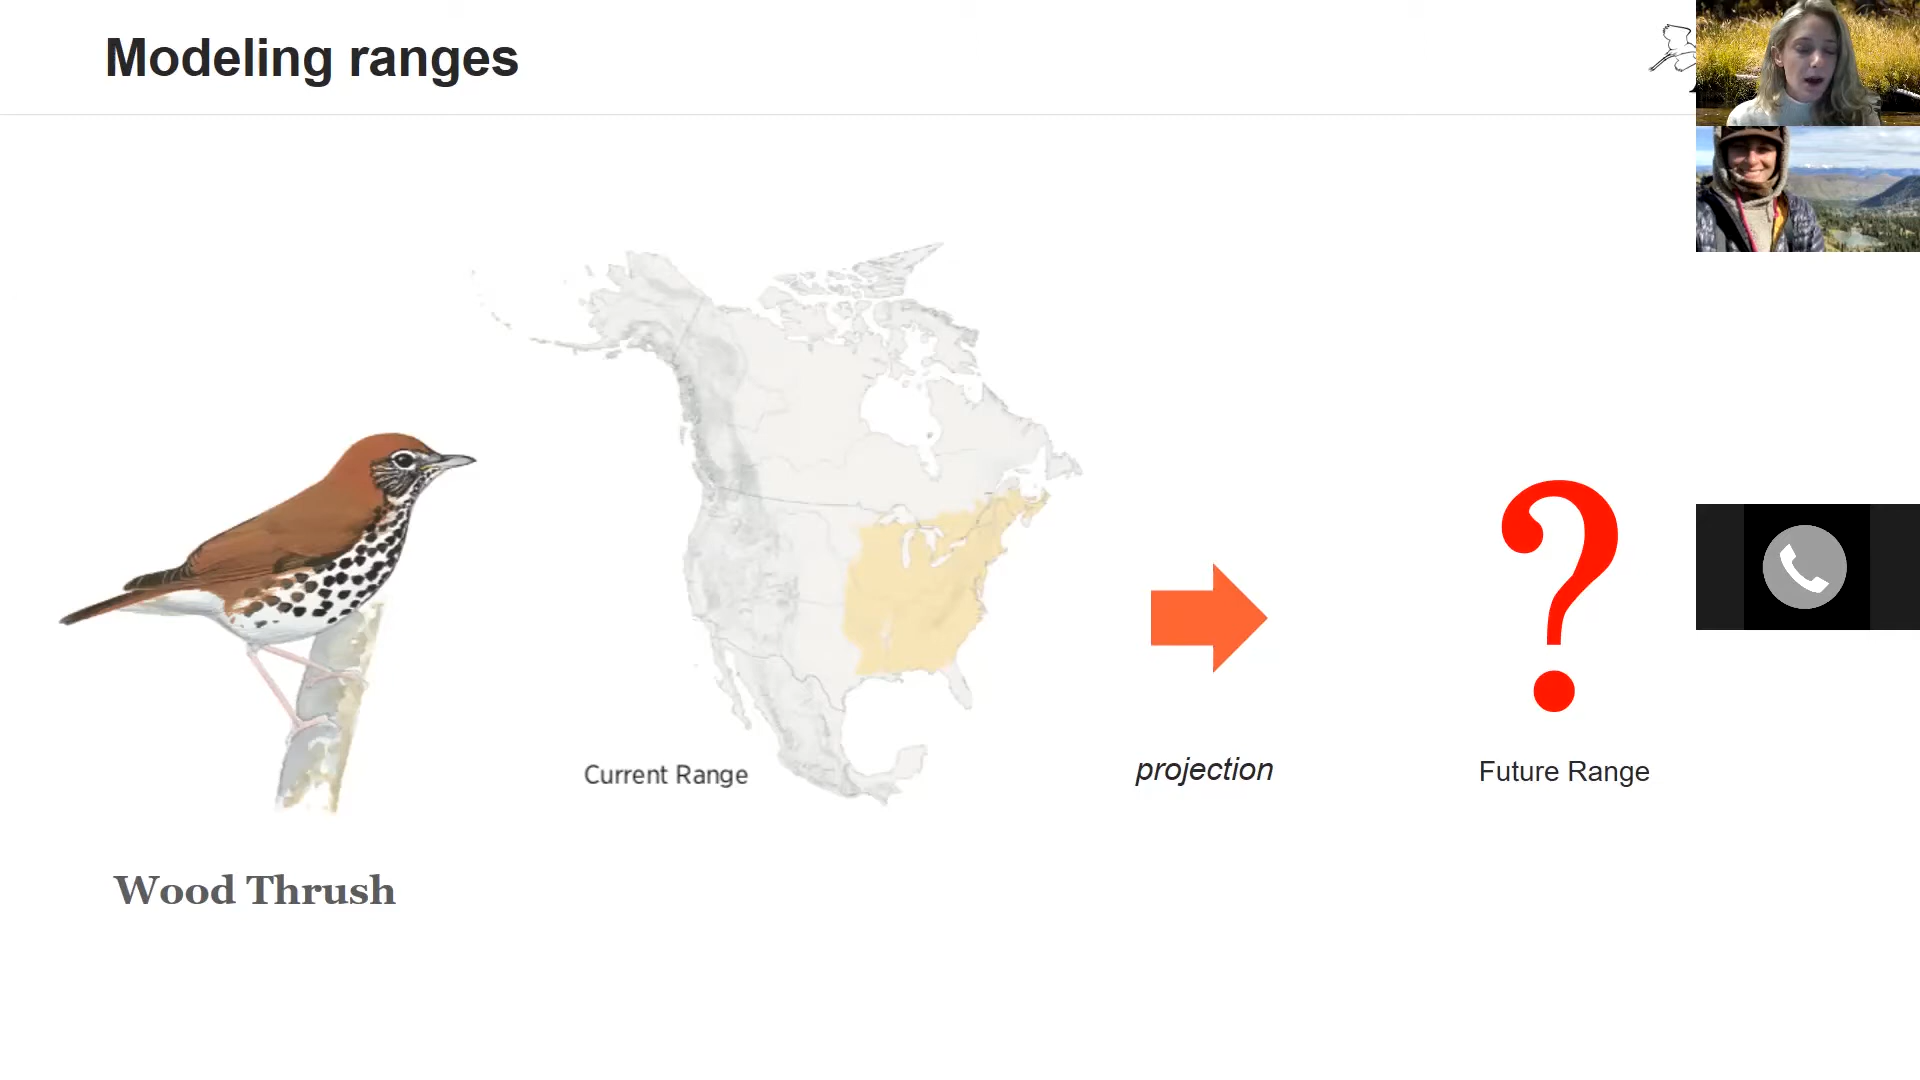 Modeling ranges
Current Range
projection
Future Range
Wood Thrush